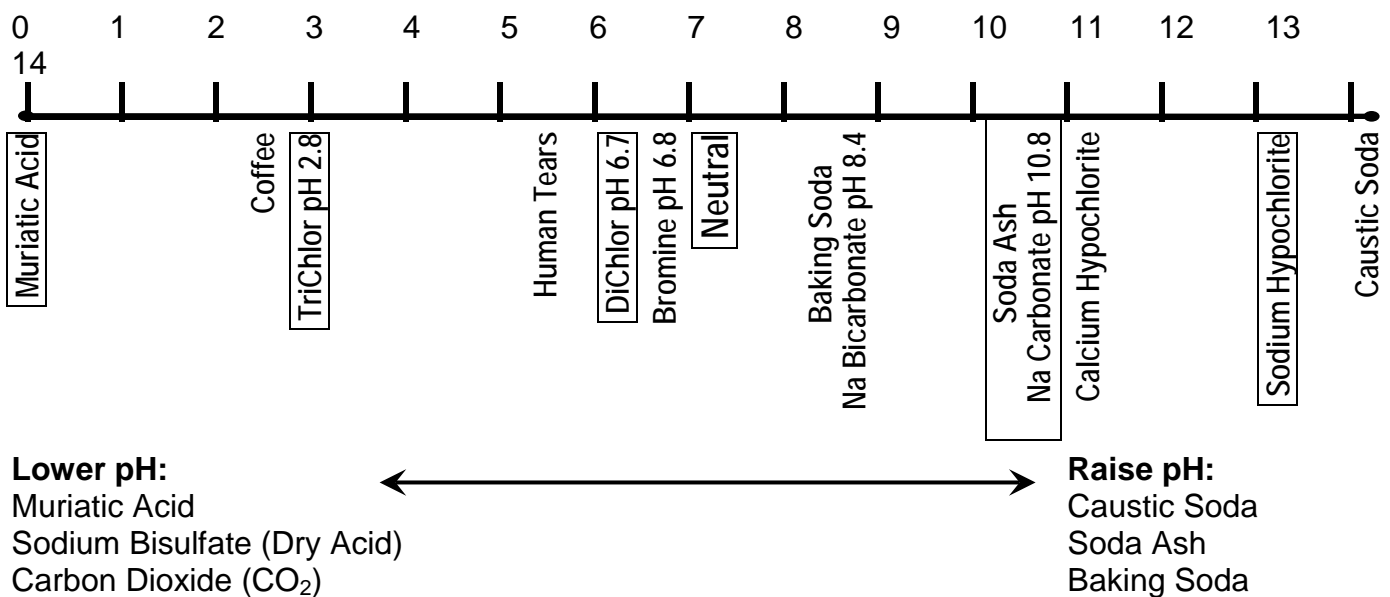 0 1 2 3 4 5 6 7 8 9 10 11 12 13
14
Muriatic Acid
Coffee
TriChlor pH 2.8
Human Tears
DiChlor pH 6.7
Bromine pH 6.8
Neutral
Baking Soda
Na Bicarbonate pH 8.4
Soda Ash
Na Carbonate pH 10.8
Calcium Hypochlorite
Sodium Hypochlorite
Caustic Soda
Lower pH:
Muriatic Acid
Sodium Bisulfate (Dry Acid)
Carbon Dioxide (CO₂)
Raise pH:
Caustic Soda
Soda Ash
Baking Soda